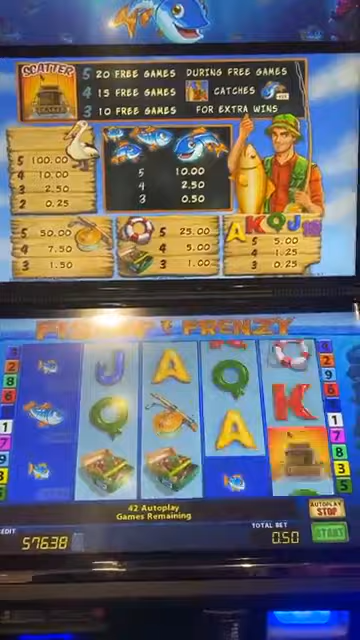 SCATTER
5 20 FREE GAMES DURING FREE GAMES
4 15 FREE GAMES CATCHES
3 10 FREE GAMES FOR EXTRA WINS
5 100.00
4 10.00
3 2.50
2 0.25
5 10.00
4 2.50
3 0.50
5 50.00
4 7.50
3 1.50
5 25.00
4 5.00
3 1.00
A K Q J 10
5 5.00
4 1.25
3 0.25
FRENZY
J A
Q Q K
A
42 Autoplay
Games Remaining
AUTOPLAY
STOP
CREDIT 576.38
TOTAL BET
0.50
START